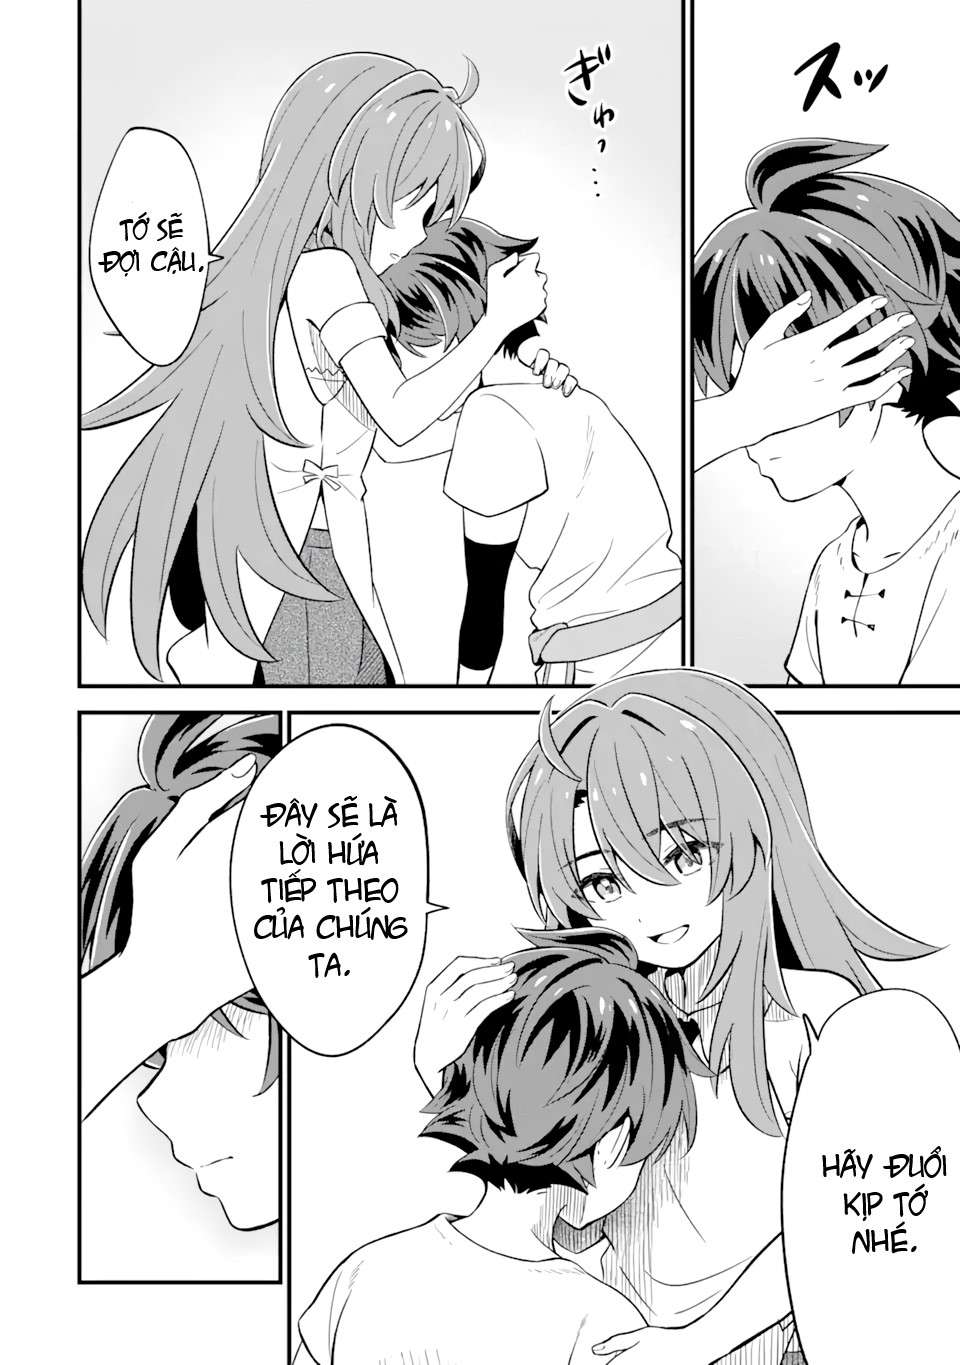 スッ
ぎゅっ
...
TỚ SẼ
ĐỢI CẬU.
HÃY ĐUỔI
KỊP TỚ
NHÉ.
ĐÂY SẼ LÀ
LỜI HỨA
TIẾP THEO
CỦA CHÚNG
TA.